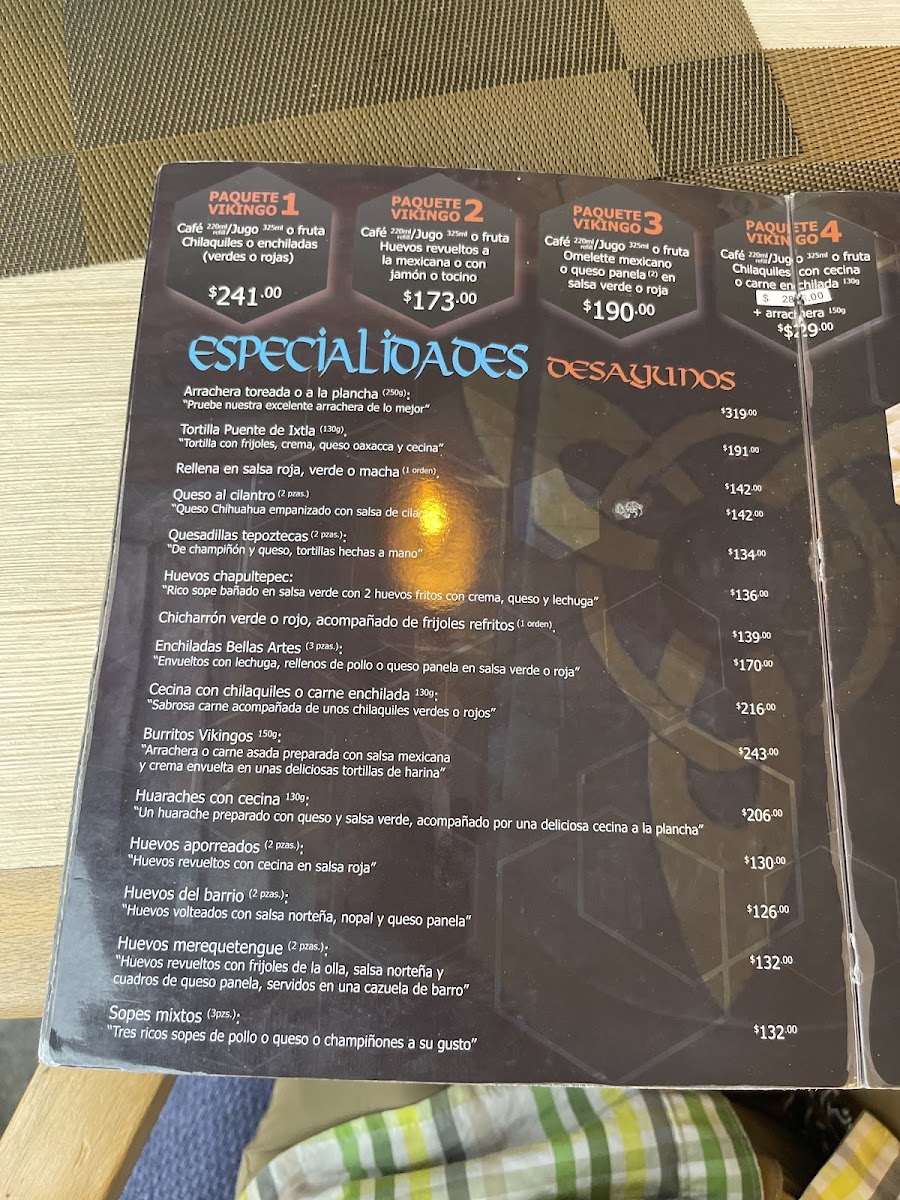 PAQUETE VIKINGO 1
Café 220ml refill/Jugo 325ml o fruta
Chilaquiles o enchiladas
(verdes o rojas)
$241.00
PAQUETE VIKINGO 2
Café 220ml refill/Jugo 325ml o fruta
Huevos revueltos a
la mexicana o con
jamón o tocino
$173.00
PAQUETE VIKINGO 3
Café 220ml refill/Jugo 325ml o fruta
Omelette mexicano
o queso panela (2) en
salsa verde o roja
$190.00
PAQUETE VIKINGO 4
Café 220ml refill/Jugo 325ml o fruta
Chilaquiles con cecina
o carne enchilada 130g
+ arrachera 150g
ESPECIALIDADES DESAYUNOS
Arrachera toreada o a la plancha (250g):
"Pruebe nuestra excelente arrachera de lo mejor"
$319.00
Tortilla Puente de Ixtla (130g).
"Tortilla con frijoles, crema, queso oaxacca y cecina"
$191.00
Rellena en salsa roja, verde o macha (1 orden).
$142.00
Queso al cilantro (2 pzas.)
"Queso Chihuahua empanizado con salsa de
$142.00
Quesadillas tepoztecas (2 pzas.):
"De champiñón y queso, tortillas hechas a mano"
$134.00
Huevos chapultepec:
"Rico sope bañado en salsa verde con 2 huevos fritos con crema, queso y lechuga"
$136.00
Chicharrón verde o rojo, acompañado de frijoles refritos (1 orden).
$139.00
Enchiladas Bellas Artes (3 pzas.):
"Envueltos con lechuga, rellenos de pollo o queso panela en salsa verde o roja"
$170.00
Cecina con chilaquiles o carne enchilada 130g:
"Sabrosa carne acompañada de unos chilaquiles verdes o rojos"
$216.00
Burritos Vikingos 150g:
"Arrachera o carne asada preparada con salsa mexicana
y crema envuelta en unas deliciosas tortillas de harina"
$243.00
Huaraches con cecina 130g:
"Un huarache preparado con queso y salsa verde, acompañado por una deliciosa cecina a la plancha"
$206.00
Huevos aporreados (2 pzas.):
"Huevos revueltos con cecina en salsa roja"
$130.00
Huevos del barrio (2 pzas.):
"Huevos volteados con salsa norteña, nopal y queso panela"
$126.00
Huevos merequetengue (2 pzas.):
"Huevos revueltos con frijoles de la olla, salsa norteña y
cuadros de queso panela, servidos en una cazuela de barro"
$132.00
Sopes mixtos (3pzs.):
"Tres ricos sopes de pollo o queso o champiñones a su gusto"
$132.00